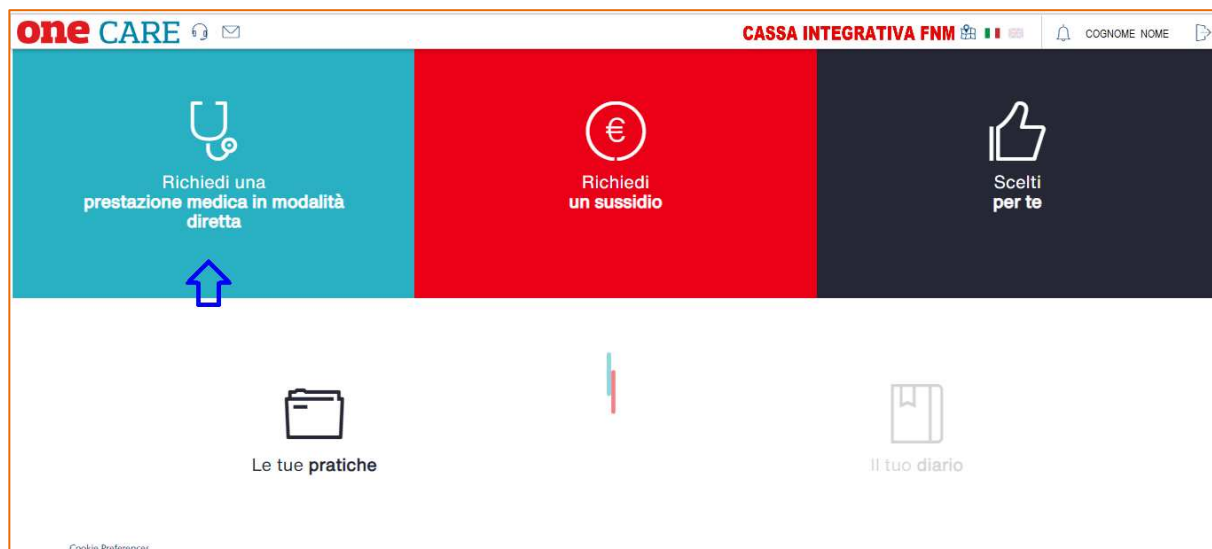 one CARE
CASSA INTEGRATIVA FNM
COGNOME NOME
Richiedi una
prestazione medica in modalità
diretta
€
Richiedi
un sussidio
Scelti
per te
Le tue pratiche
Il tuo diario
Cookie Preferences